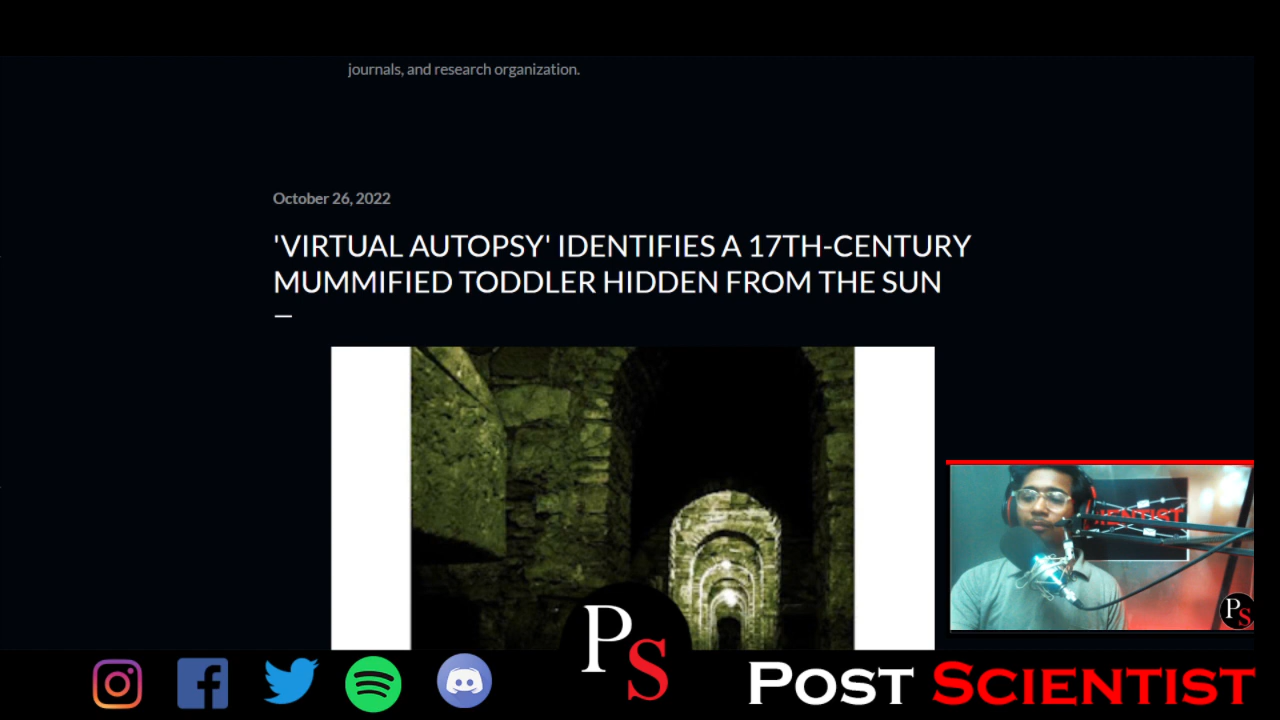 journals, and research organization.
October 26, 2022
'VIRTUAL AUTOPSY' IDENTIFIES A 17TH-CENTURY
MUMMIFIED TODDLER HIDDEN FROM THE SUN
PS
PS
POST SCIENTIST